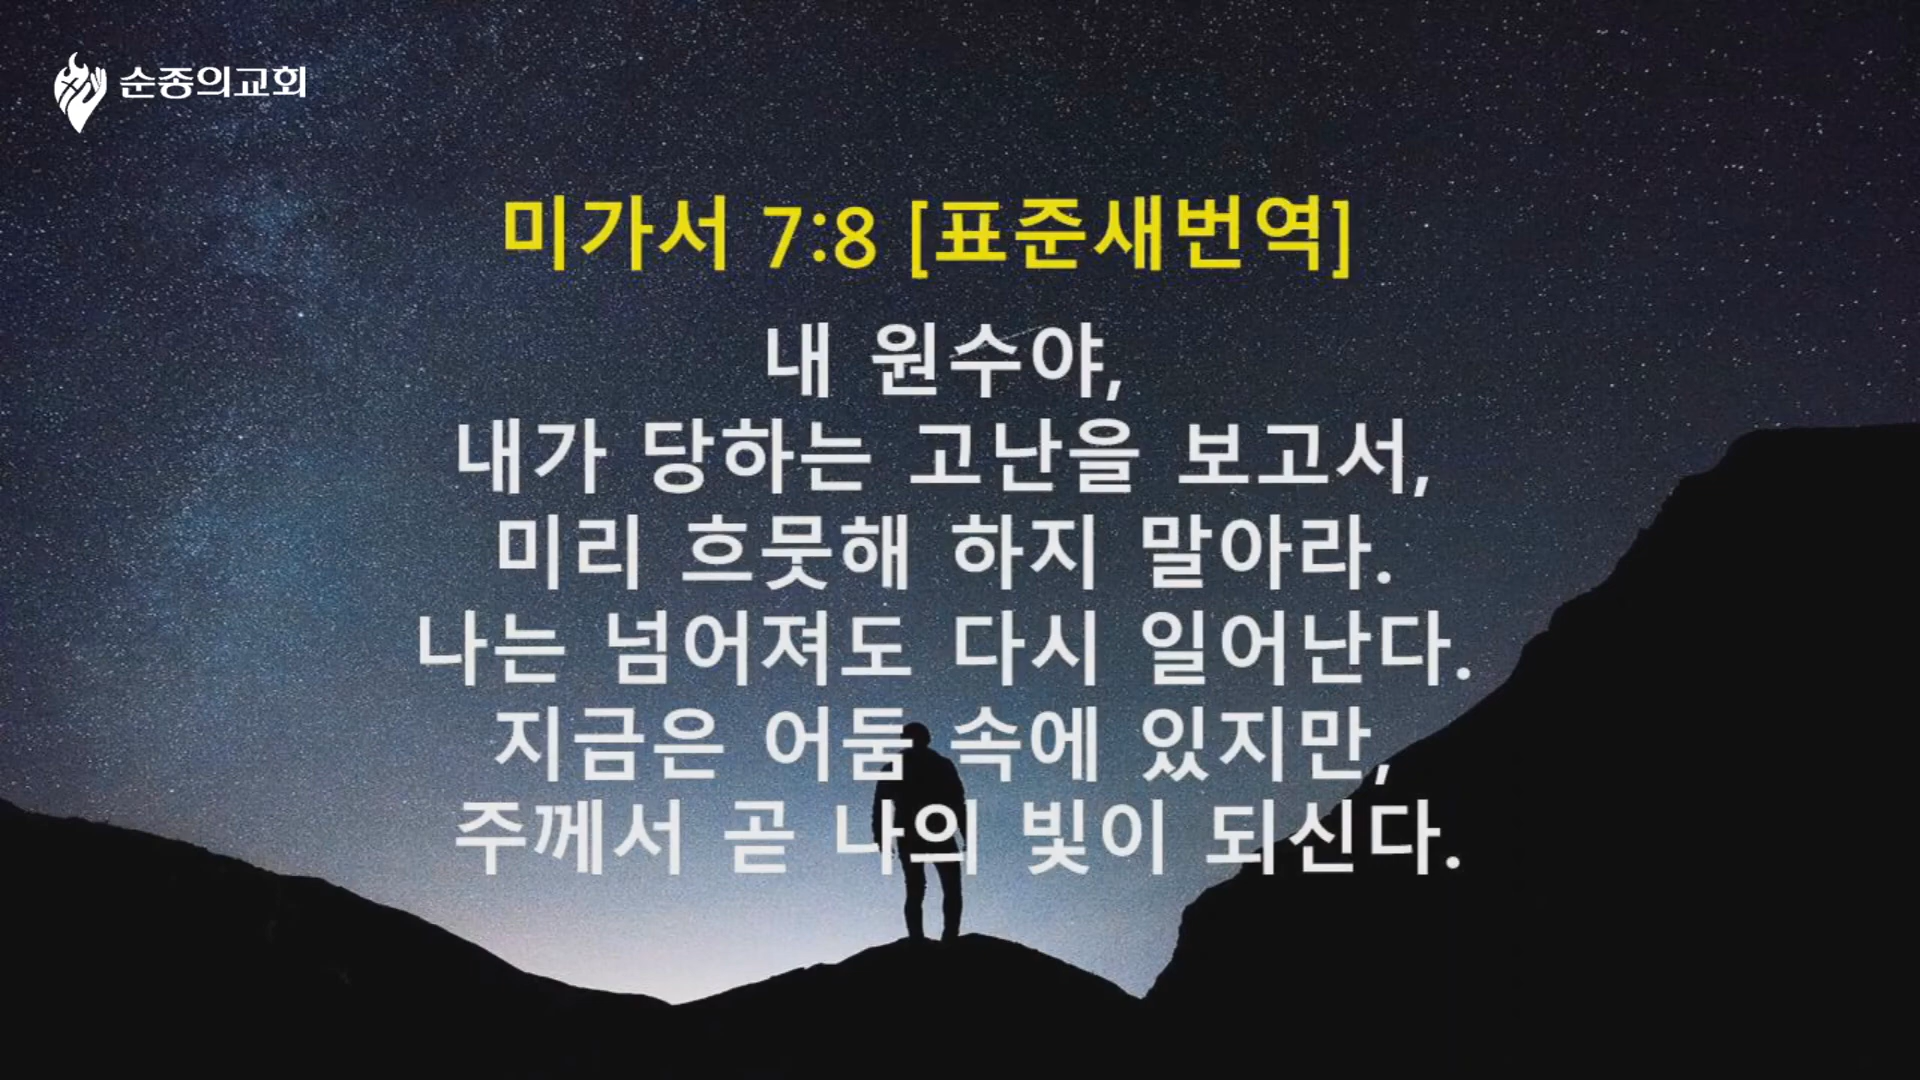 순종의교회
미가서 7:8 [표준새번역]
내 원수야,
내가 당하는 고난을 보고서,
미리 흐뭇해 하지 말아라.
나는 넘어져도 다시 일어난다.
지금은 어둠 속에 있지만,
주께서 곧 나의 빛이 되신다.